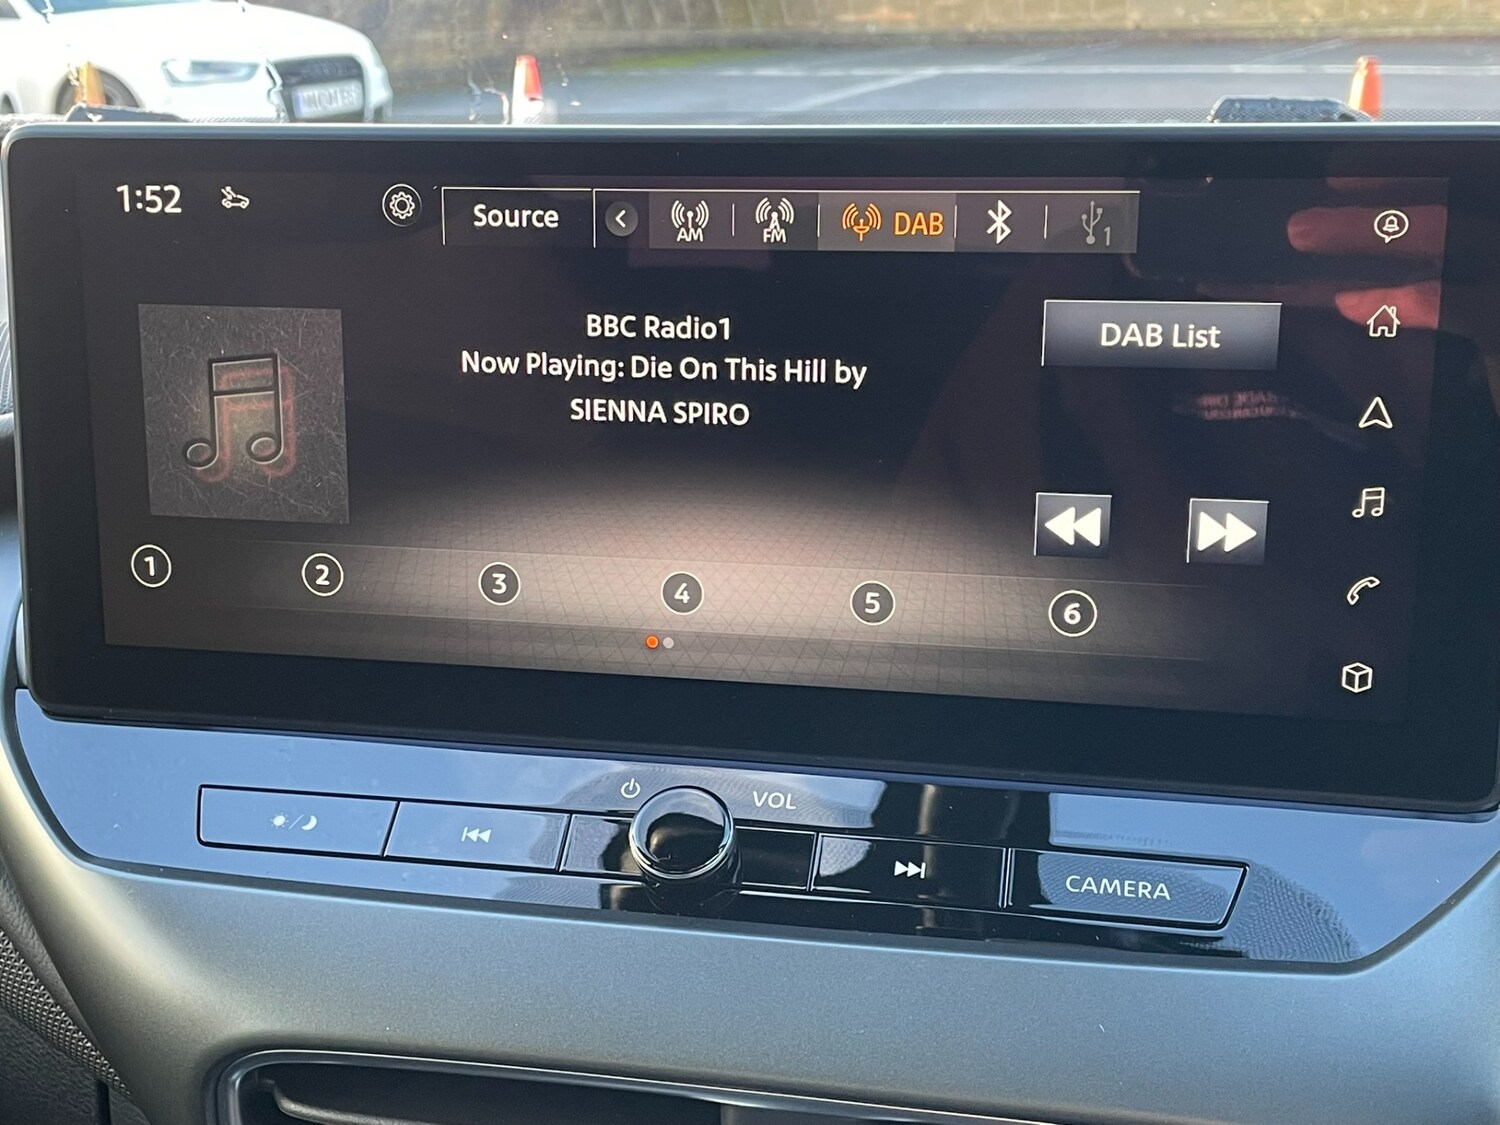 1:52
Source
AM
FM
DAB
1
BBC Radio1
Now Playing: Die On This Hill by
SIENNA SPIRO
DAB List
1
2
3
4
5
6
VOL
CAMERA